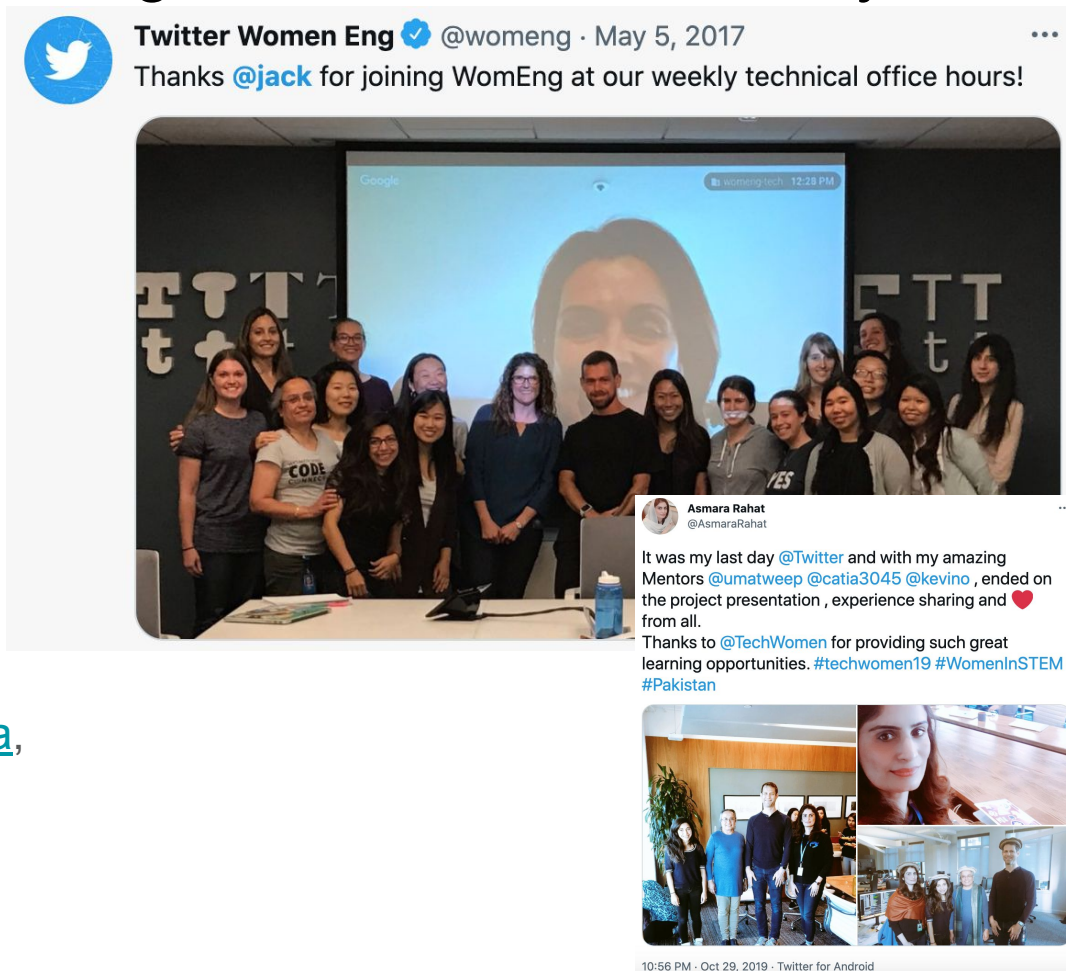 Twitter Women Eng @womeng · May 5, 2017
Thanks @jack for joining WomEng at our weekly technical office hours!
Google
womeng-tech 12:28 PM
CODE
YES
Asmara Rahat
@AsmaraRahat
It was my last day @Twitter and with my amazing
Mentors @umatweep @catia3045 @kevino , ended on
the project presentation , experience sharing and ❤️
from all.
Thanks to @TechWomen for providing such great
learning opportunities. #techwomen19 #WomenInSTEM
#Pakistan
a,
10:56 PM · Oct 29, 2019 · Twitter for Android